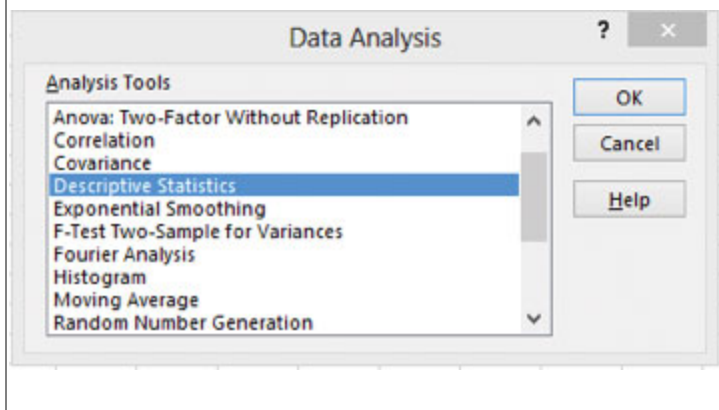 Data Analysis
?
×
Analysis Tools
Anova: Two-Factor Without Replication
Correlation
Covariance
Descriptive Statistics
Exponential Smoothing
F-Test Two-Sample for Variances
Fourier Analysis
Histogram
Moving Average
Random Number Generation
OK
Cancel
Help